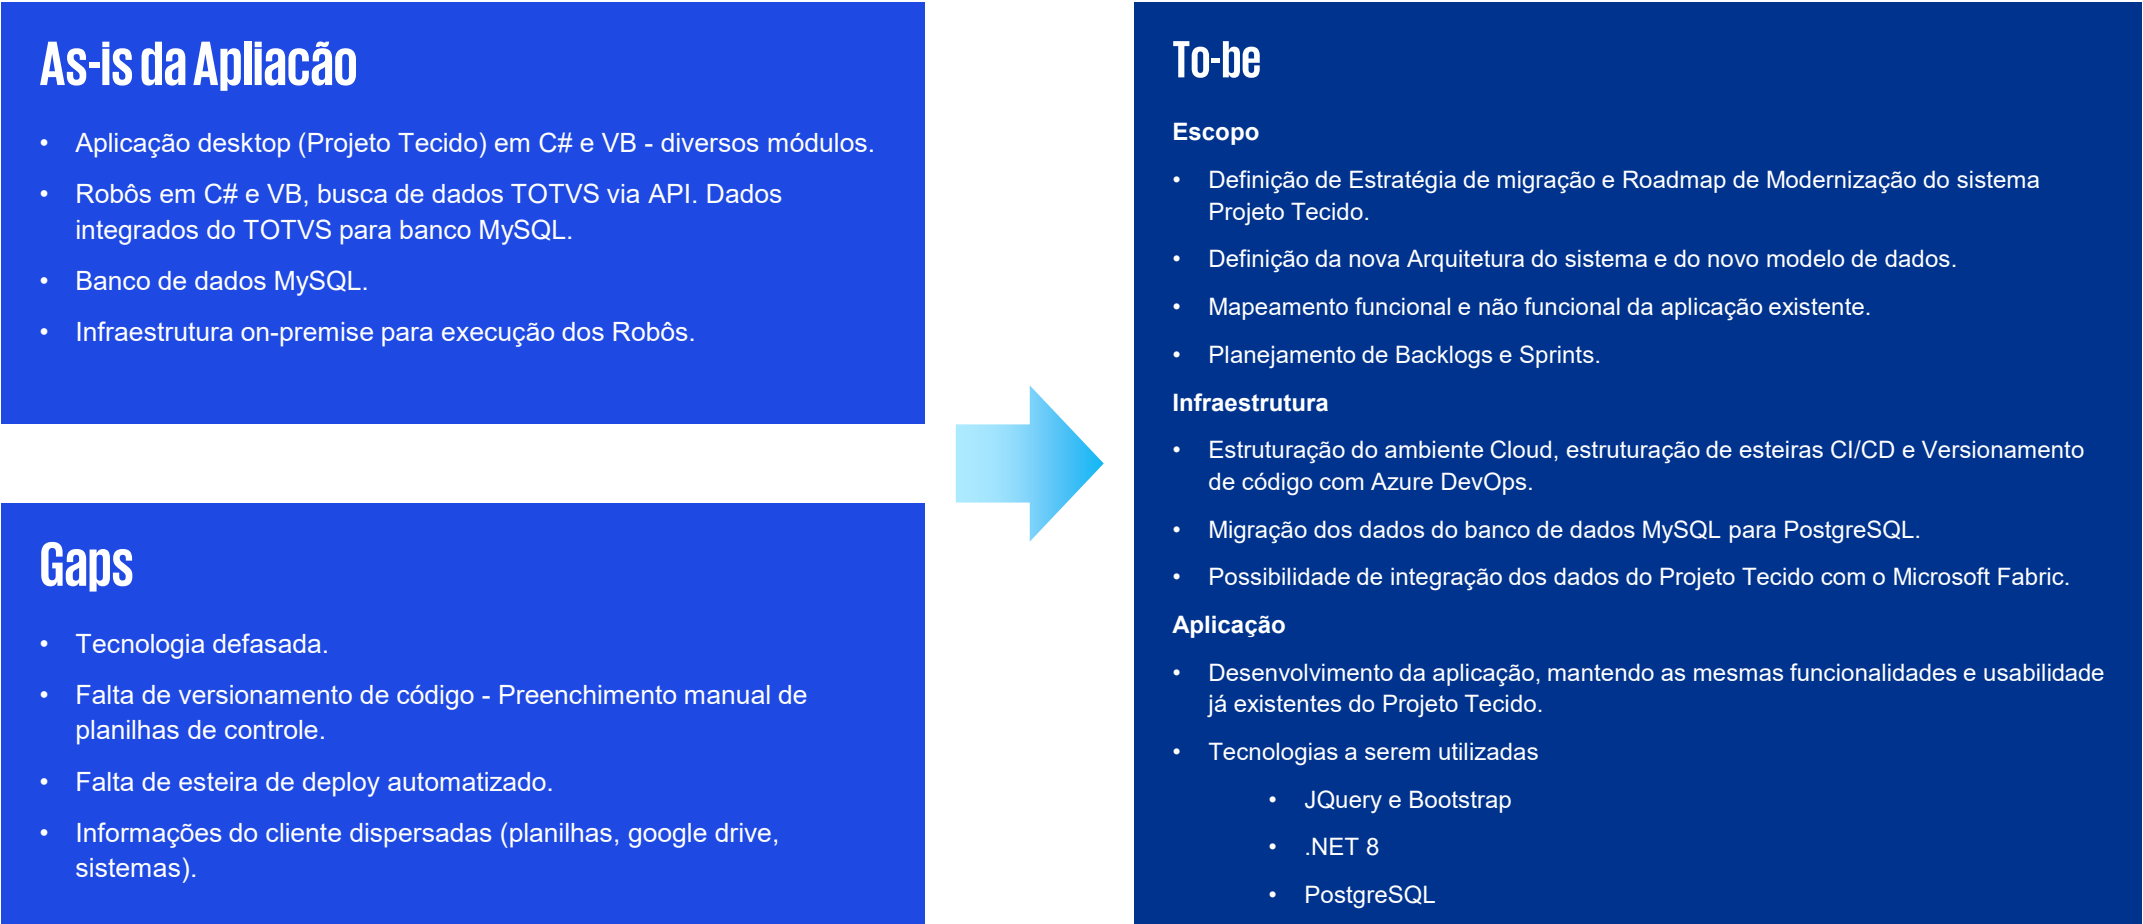 As-is da Apliacão
• Aplicação desktop (Projeto Tecido) em C# e VB - diversos módulos.
• Robôs em C# e VB, busca de dados TOTVS via API. Dados
integrados do TOTVS para banco MySQL.
• Banco de dados MySQL.
• Infraestrutura on-premise para execução dos Robôs.
Gaps
• Tecnologia defasada.
• Falta de versionamento de código - Preenchimento manual de
planilhas de controle.
• Falta de esteira de deploy automatizado.
• Informações do cliente dispersadas (planilhas, google drive,
sistemas).
To-be
Escopo
• Definição de Estratégia de migração e Roadmap de Modernização do sistema
Projeto Tecido.
• Definição da nova Arquitetura do sistema e do novo modelo de dados.
• Mapeamento funcional e não funcional da aplicação existente.
• Planejamento de Backlogs e Sprints.
Infraestrutura
• Estruturação do ambiente Cloud, estruturação de esteiras CI/CD e Versionamento
de código com Azure DevOps.
• Migração dos dados do banco de dados MySQL para PostgreSQL.
• Possibilidade de integração dos dados do Projeto Tecido com o Microsoft Fabric.
Aplicação
• Desenvolvimento da aplicação, mantendo as mesmas funcionalidades e usabilidade
já existentes do Projeto Tecido.
• Tecnologias a serem utilizadas
• JQuery e Bootstrap
• .NET 8
• PostgreSQL